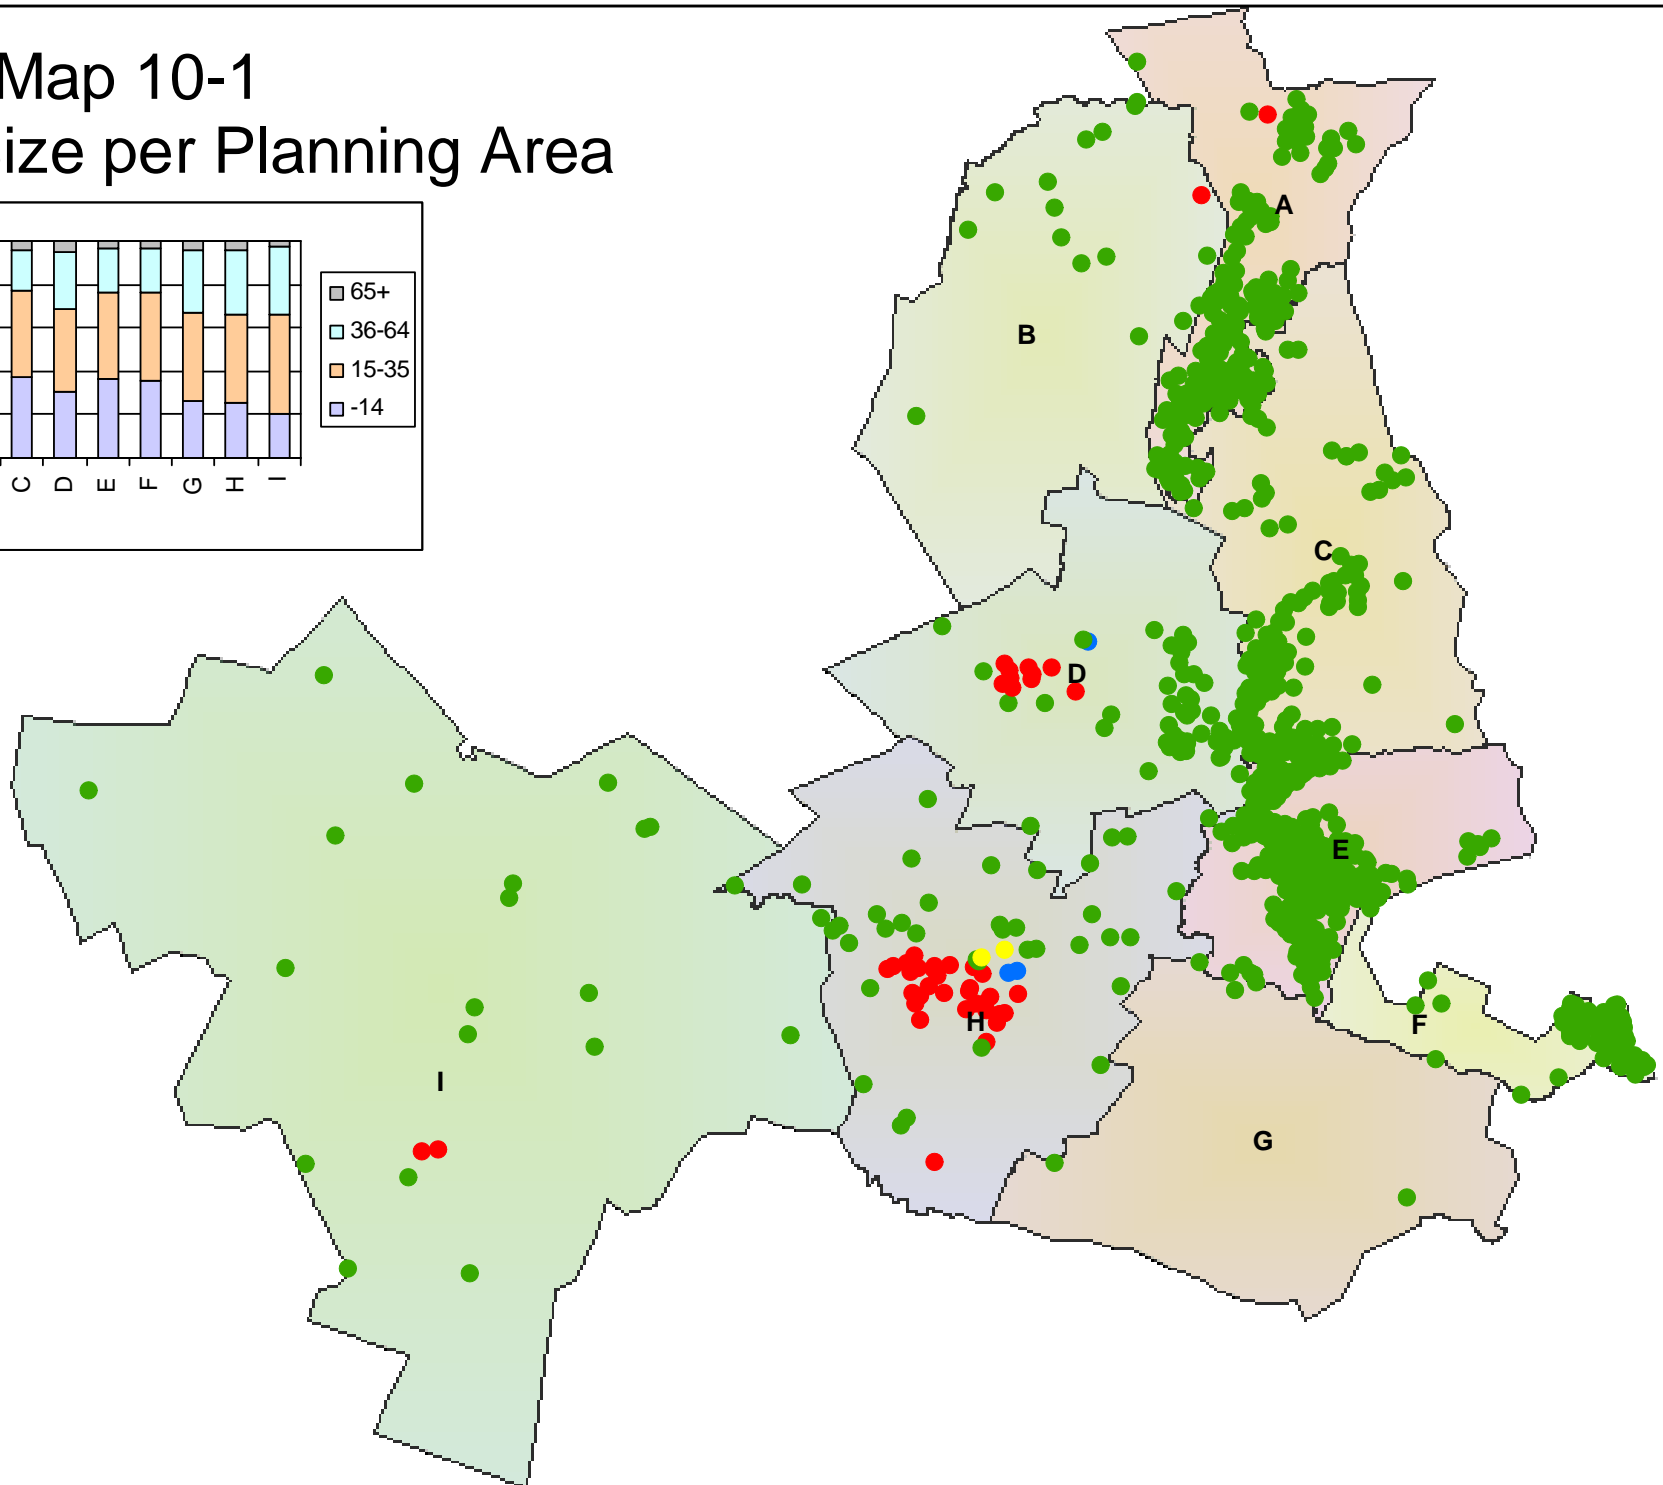 Map 10-1
ize per Planning Area
65+
36-64
15-35
-14
C D E F G H I
A
B
C
D
E
F
G
H
I